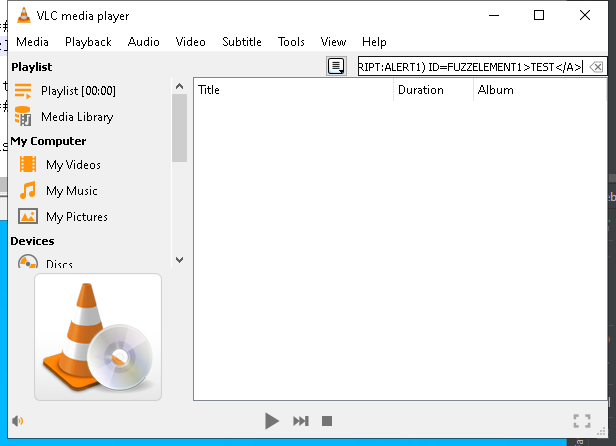 VLC media player
Media Playback Audio Video Subtitle Tools View Help
Playlist
RIPT:ALERT1) ID=FUZZELEMENT1>TEST</A>
Playlist [00:00]
Media Library
My Computer
My Videos
My Music
My Pictures
Devices
Discs
Title Duration Album